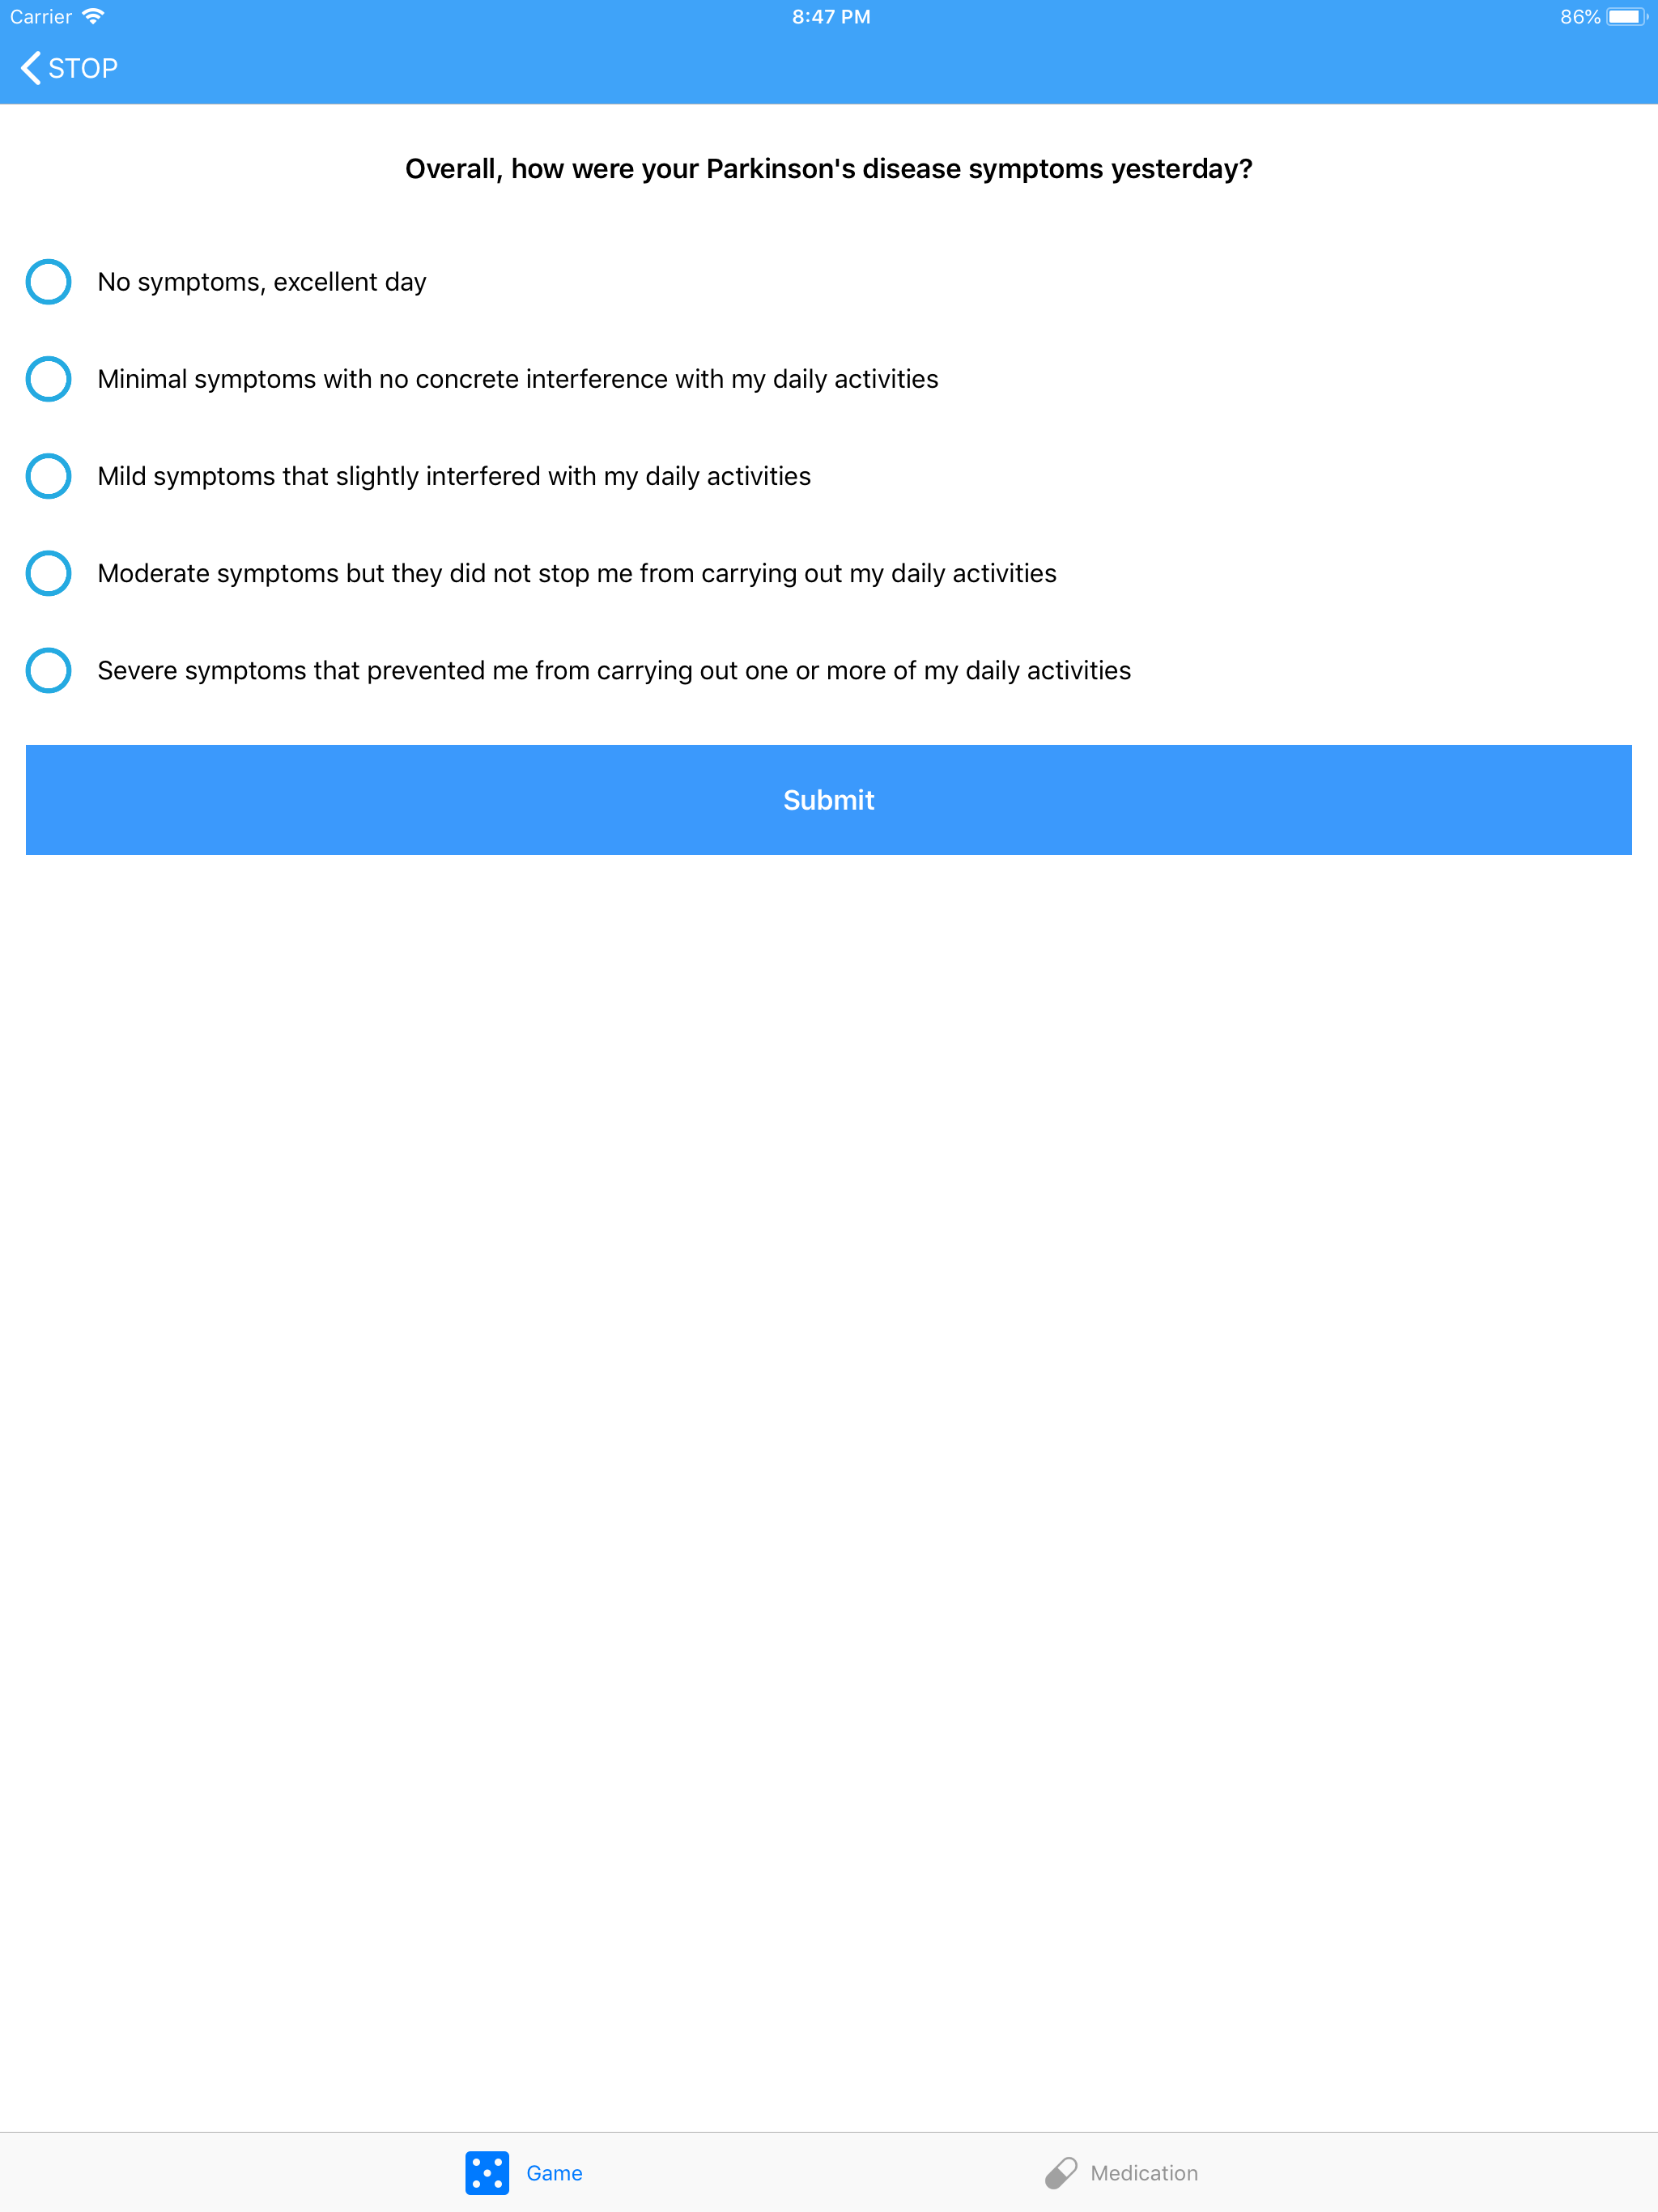 Carrier 8:47 PM 86%
STOP
Overall, how were your Parkinson's disease symptoms yesterday?
No symptoms, excellent day
Minimal symptoms with no concrete interference with my daily activities
Mild symptoms that slightly interfered with my daily activities
Moderate symptoms but they did not stop me from carrying out my daily activities
Severe symptoms that prevented me from carrying out one or more of my daily activities
Submit
Game Medication